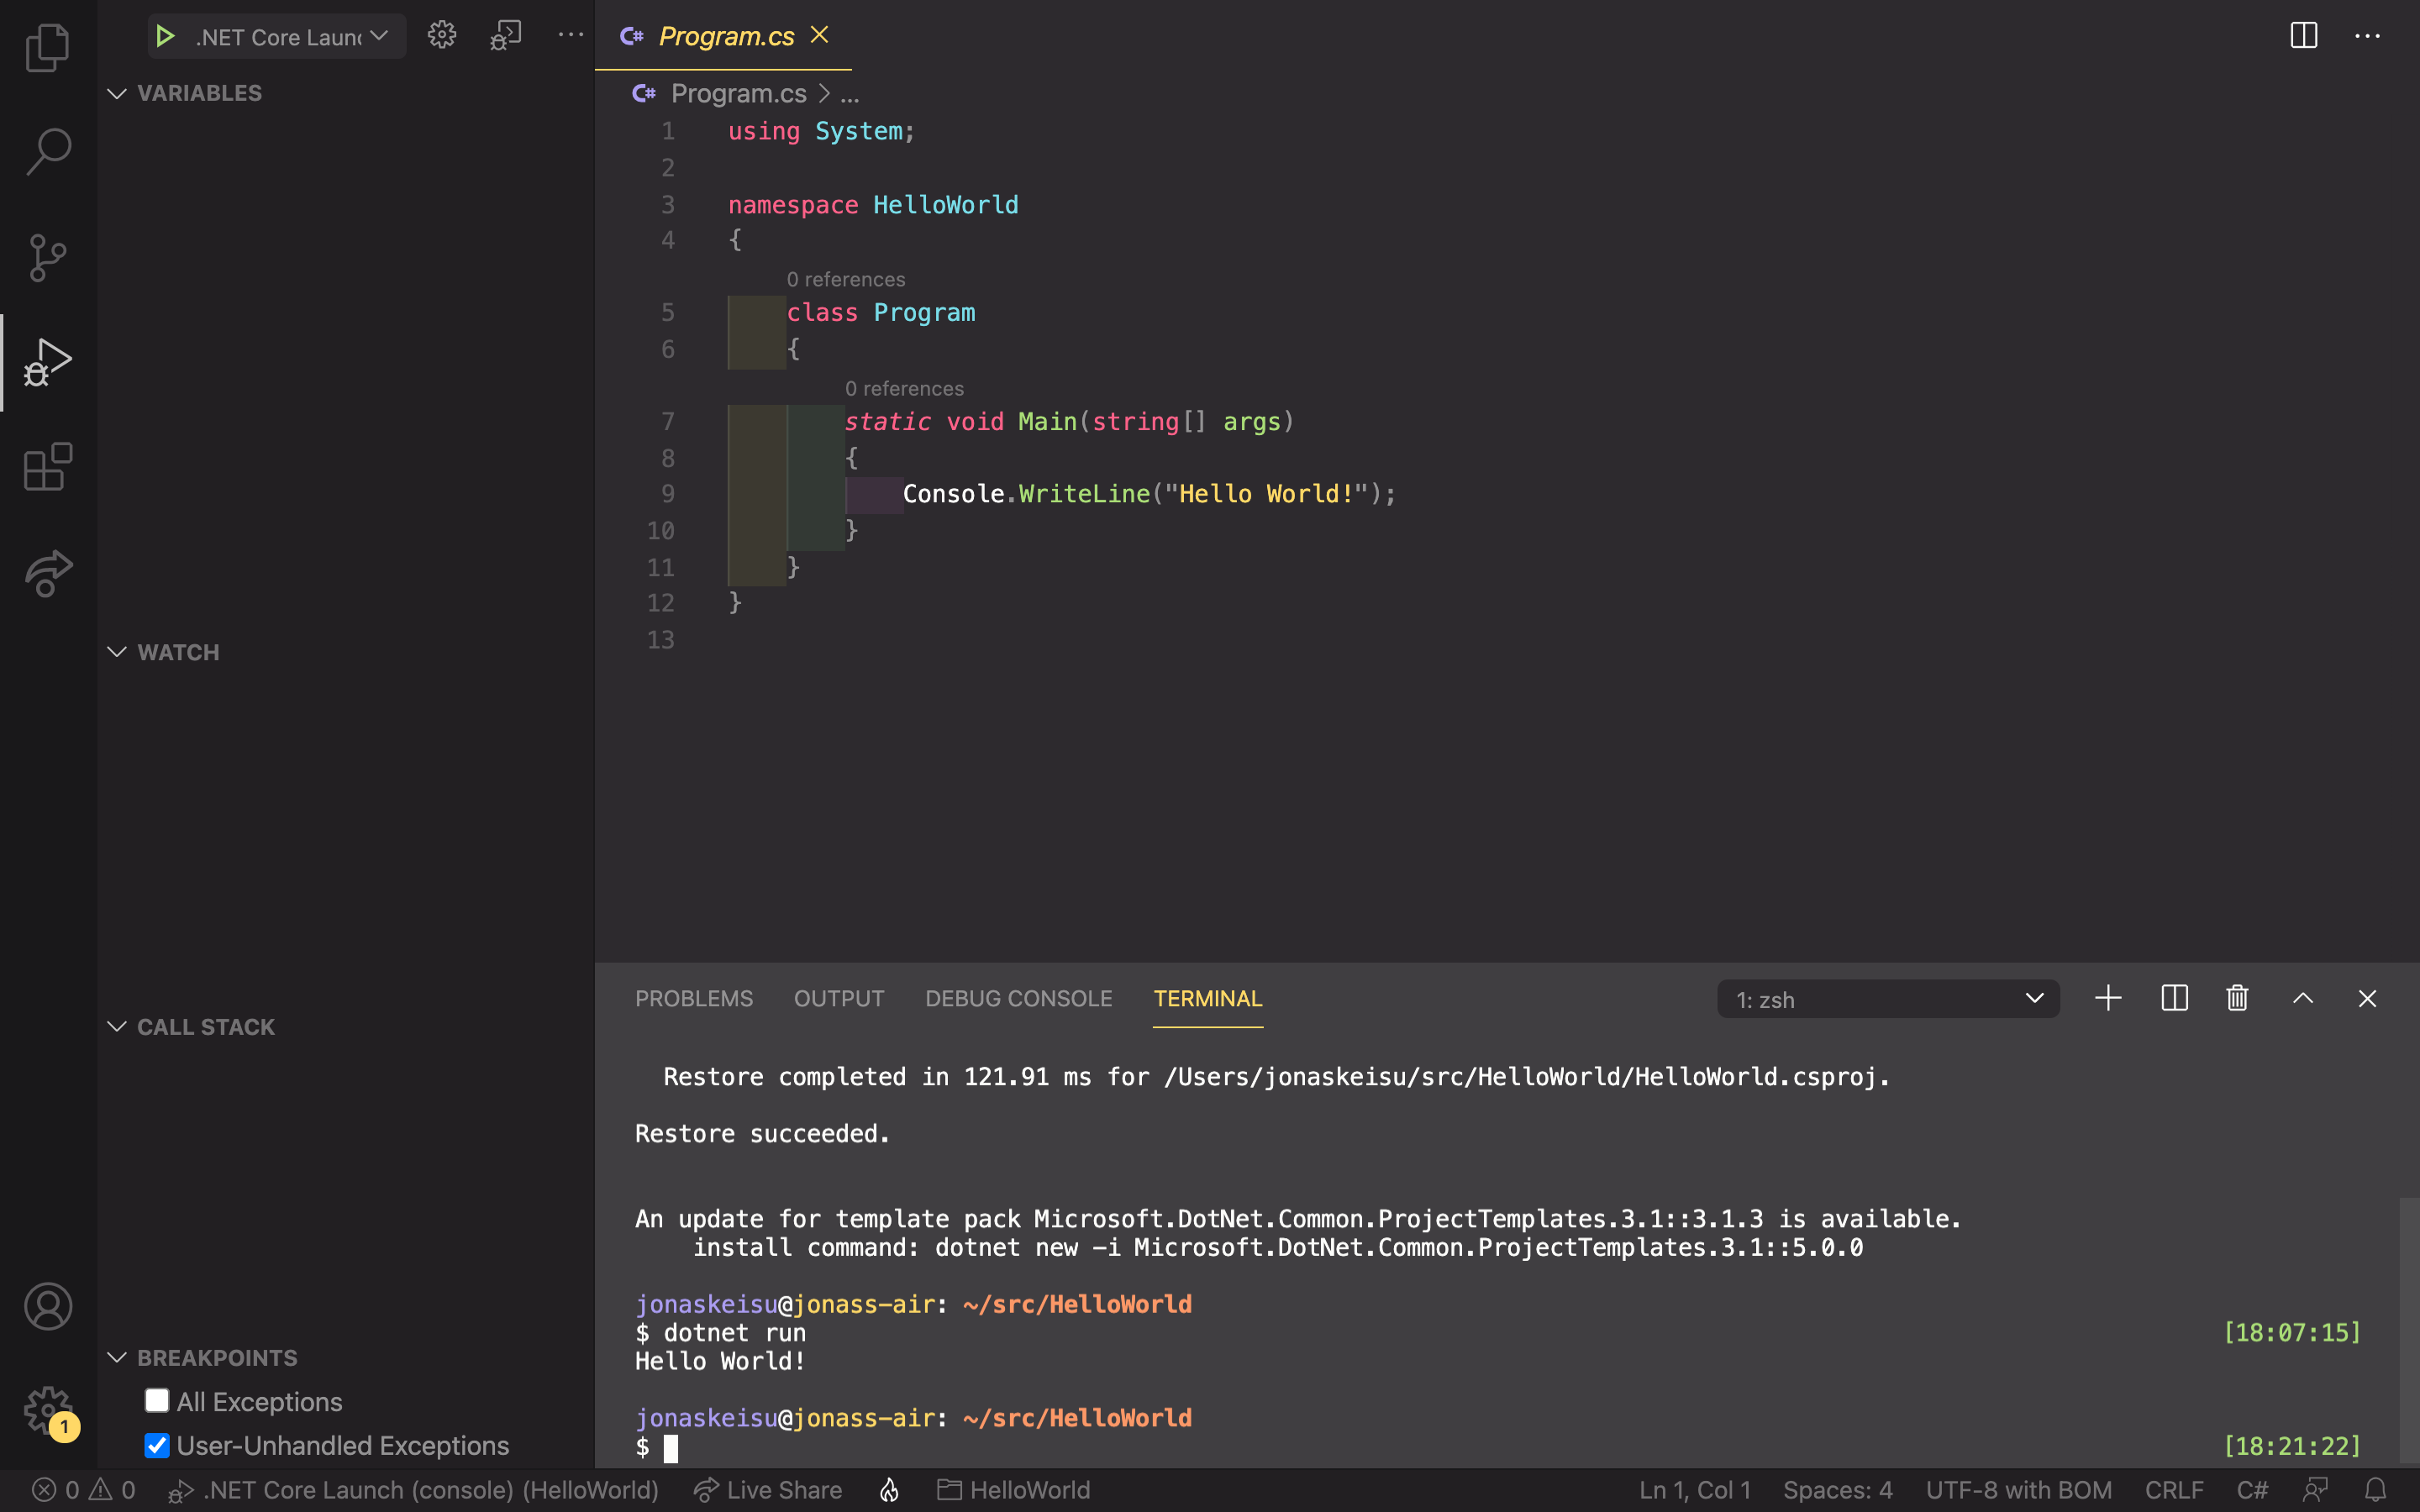 .NET Core Laun
VARIABLES
WATCH
CALL STACK
BREAKPOINTS
All Exceptions
User-Unhandled Exceptions
1
C# Program.cs
C# Program.cs > ...
1 using System;
2
3 namespace HelloWorld
4 {
0 references
5 class Program
6 {
0 references
7 static void Main(string[] args)
8 {
9 Console.WriteLine("Hello World!");
10 }
11 }
12 }
13
PROBLEMS OUTPUT DEBUG CONSOLE TERMINAL 1: zsh
Restore completed in 121.91 ms for /Users/jonaskeisu/src/HelloWorld/HelloWorld.csproj.
Restore succeeded.
An update for template pack Microsoft.DotNet.Common.ProjectTemplates.3.1::3.1.3 is available.
install command: dotnet new -i Microsoft.DotNet.Common.ProjectTemplates.3.1::5.0.0
jonaskeisu@jonass-air: ~/src/HelloWorld
$ dotnet run [18:07:15]
Hello World!
jonaskeisu@jonass-air: ~/src/HelloWorld
$ [18:21:22]
0 0 .NET Core Launch (console) (HelloWorld) Live Share HelloWorld Ln 1, Col 1 Spaces: 4 UTF-8 with BOM CRLF C#